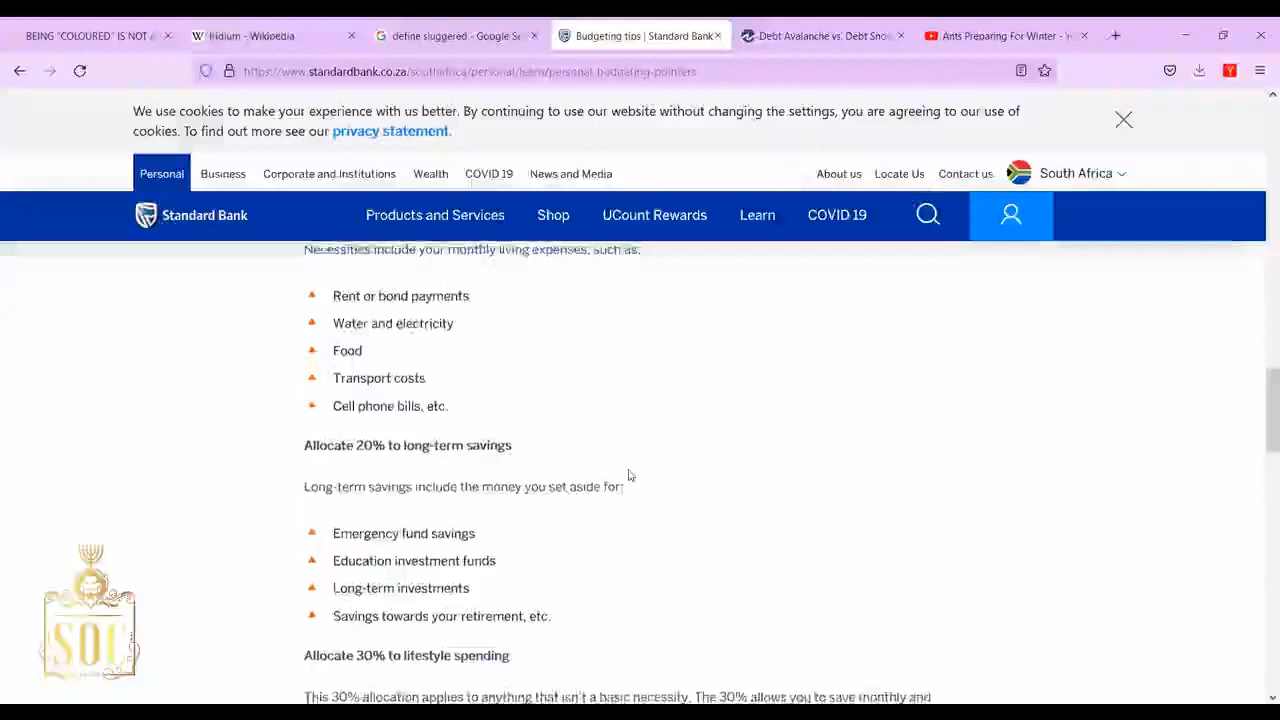 BEING "COLOURED" IS NOT A
Iridium - Wikipedia
define sluggered - Google Se
Budgeting tips | Standard Bank
Debt Avalanche vs. Debt Snow
Ants Preparing For Winter - Y
https://www.standardbank.co.za/southafrica/personal/learn/personal-budgeting-pointers
We use cookies to make your experience with us better. By continuing to use our website without changing the settings, you are agreeing to our use of
cookies. To find out more see our privacy statement.
Personal Business Corporate and Institutions Wealth COVID 19 News and Media About us Locate Us Contact us South Africa
Standard Bank Products and Services Shop UCount Rewards Learn COVID 19
Necessities include your monthly living expenses, such as:
Rent or bond payments
Water and electricity
Food
Transport costs
Cell phone bills, etc.
Allocate 20% to long-term savings
Long-term savings include the money you set aside for:
Emergency fund savings
Education investment funds
Long-term investments
Savings towards your retirement, etc.
Allocate 30% to lifestyle spending
This 30% allocation applies to anything that isn't a basic necessity. The 30% allows you to save monthly and
SOI